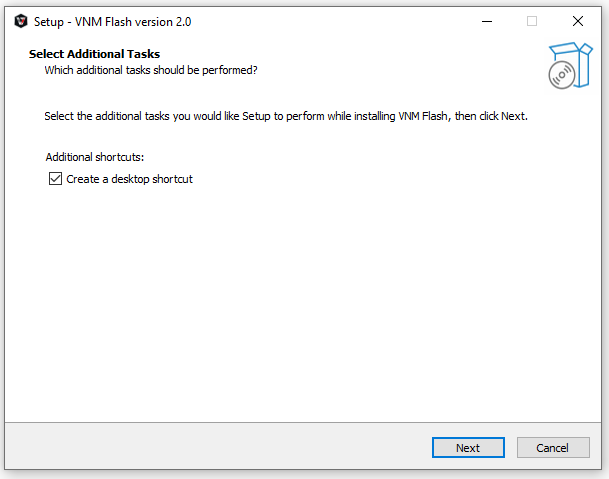 Setup - VNM Flash version 2.0
Select Additional Tasks
Which additional tasks should be performed?
Select the additional tasks you would like Setup to perform while installing VNM Flash, then click Next.
Additional shortcuts:
Create a desktop shortcut
Next
Cancel